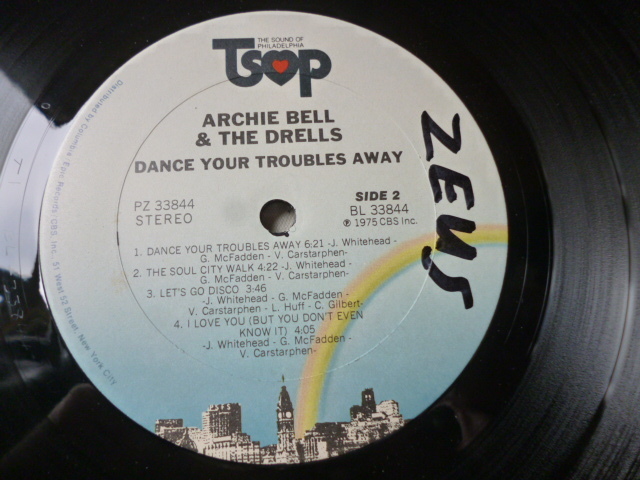 THE SOUND OF
PHILADELPHIA
TSOP
ARCHIE BELL
& THE DRELLS
DANCE YOUR TROUBLES AWAY
PZ 33844
STEREO
SIDE 2
BL 33844
℗ 1975 CBS Inc.
1. DANCE YOUR TROUBLES AWAY 6:21 -J. Whitehead -
G. McFadden - V. Carstarphen-
2. THE SOUL CITY WALK 4:22 -J. Whitehead -
G. McFadden - V. Carstarphen-
3. LET'S GO DISCO 3:46
-J. Whitehead - G. McFadden -
V. Carstarphen - L. Huff - C. Gilbert-
4. I LOVE YOU (BUT YOU DON'T EVEN
KNOW IT) 4:05
-J. Whitehead - G. McFadden -
V. Carstarphen-
ZEUS
Distributed by Columbia/Epic Records/CBS, Inc., 51 West 52 Street, New York City